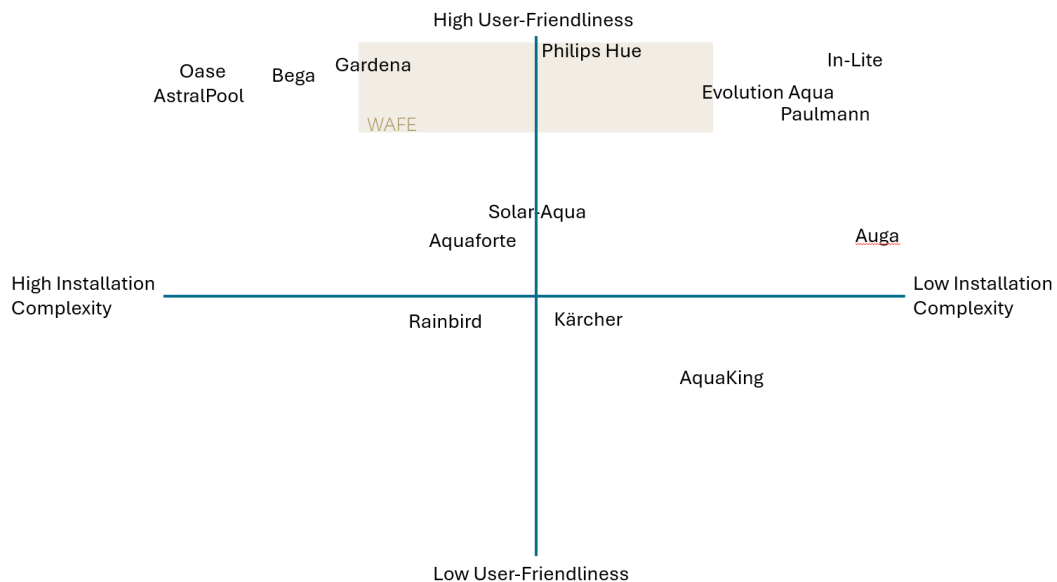 High User-Friendliness
Philips Hue
In-Lite
Gardena
Oase
Bega
AstralPool
Evolution Aqua
Paulmann
WAFE
Solar-Aqua
Aquaforte
Auga
High Installation
Complexity
Low Installation
Complexity
Rainbird
Kärcher
AquaKing
Low User-Friendliness